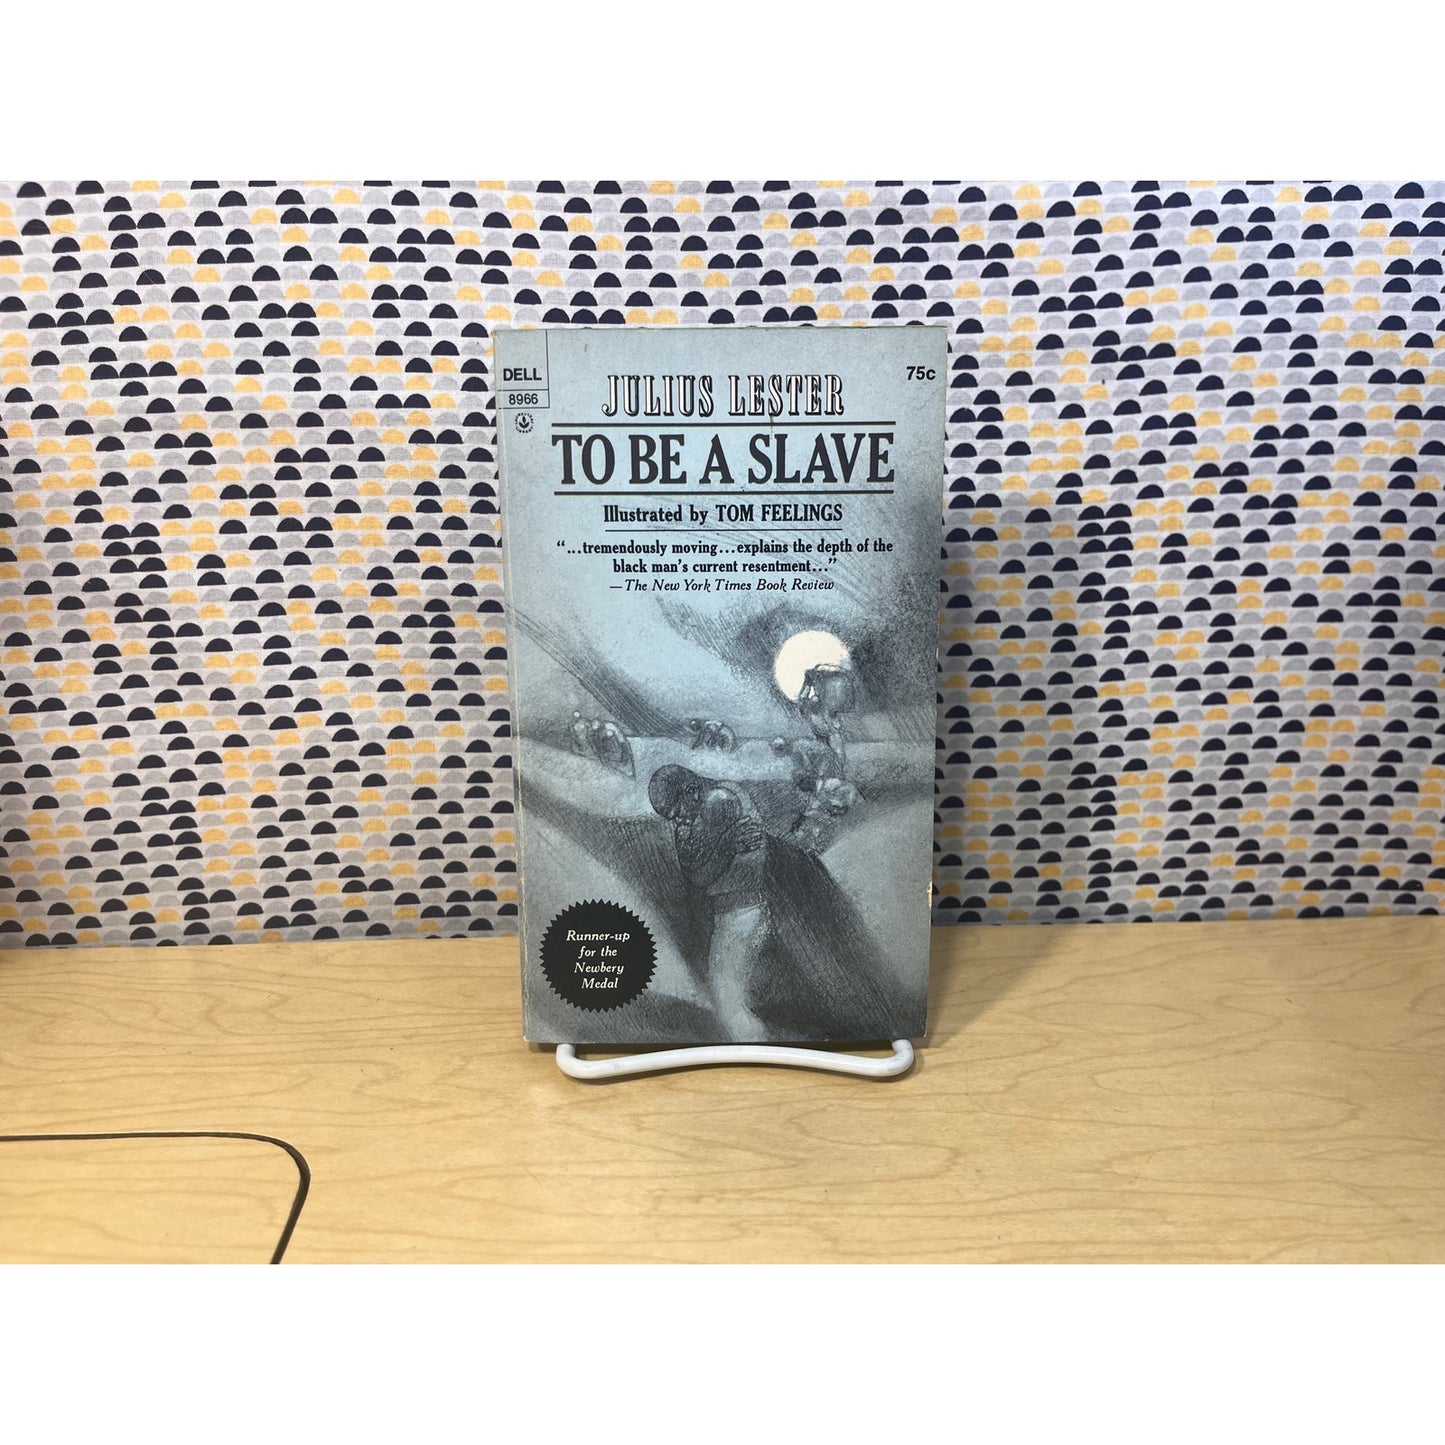 DELL
8966
75c
JULIUS LESTER
TO BE A SLAVE
Illustrated by TOM FEELINGS
“...tremendously moving...explains the depth of the
black man's current resentment...”
—The New York Times Book Review
Runner-up
for the
Newbery
Medal